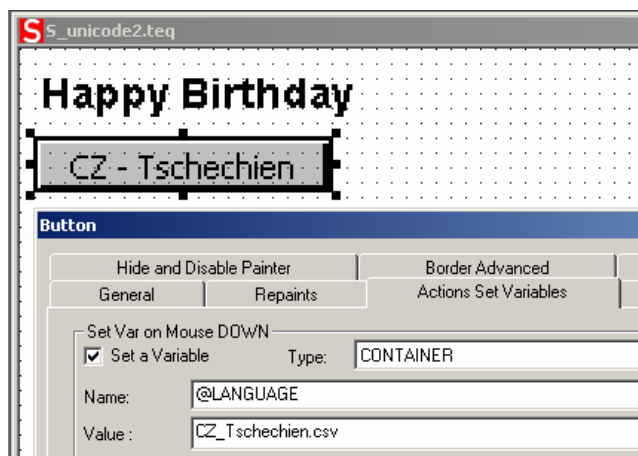 S S_unicode2.teq
Happy Birthday
CZ - Tschechien
Button
Hide and Disable Painter Border Advanced
General Repaints Actions Set Variables
Set Var on Mouse DOWN
Set a Variable Type: CONTAINER
Name: @LANGUAGE
Value : CZ_Tschechien.csv